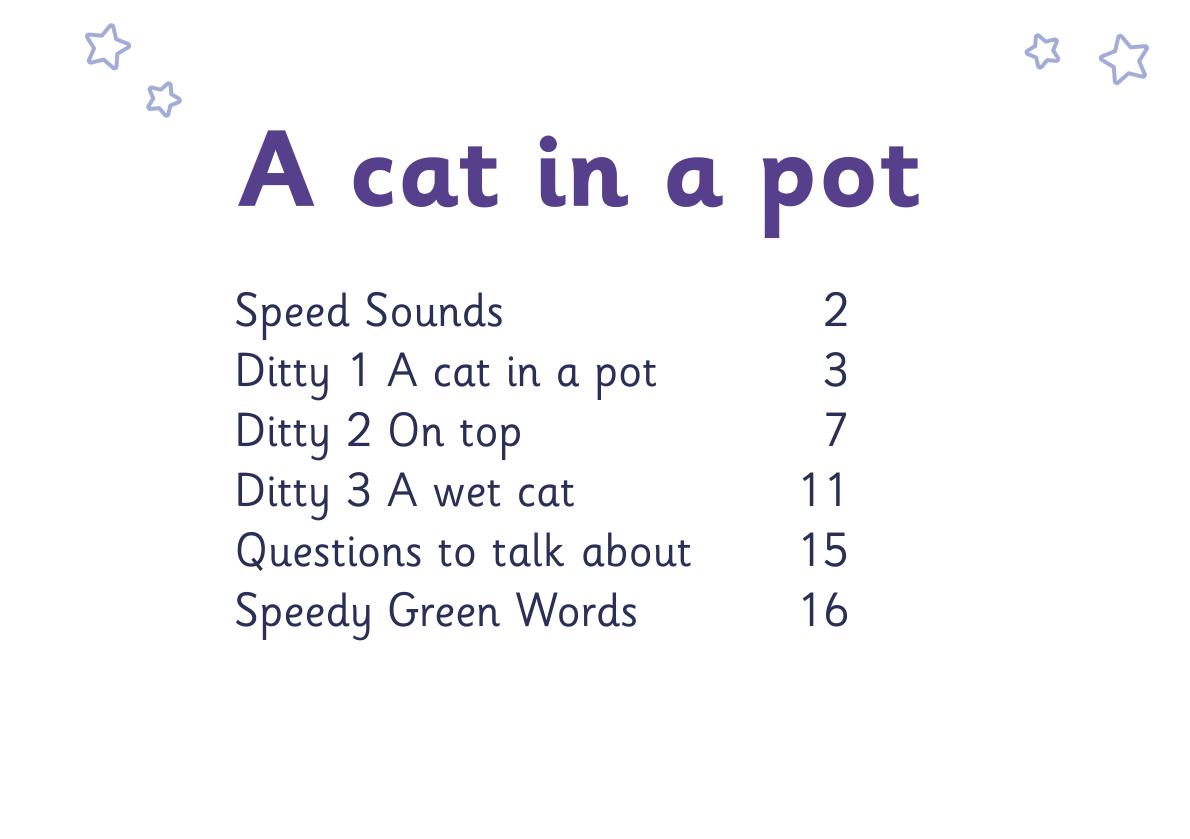 A cat in a pot
Speed Sounds 2
Ditty 1 A cat in a pot 3
Ditty 2 On top 7
Ditty 3 A wet cat 11
Questions to talk about 15
Speedy Green Words 16